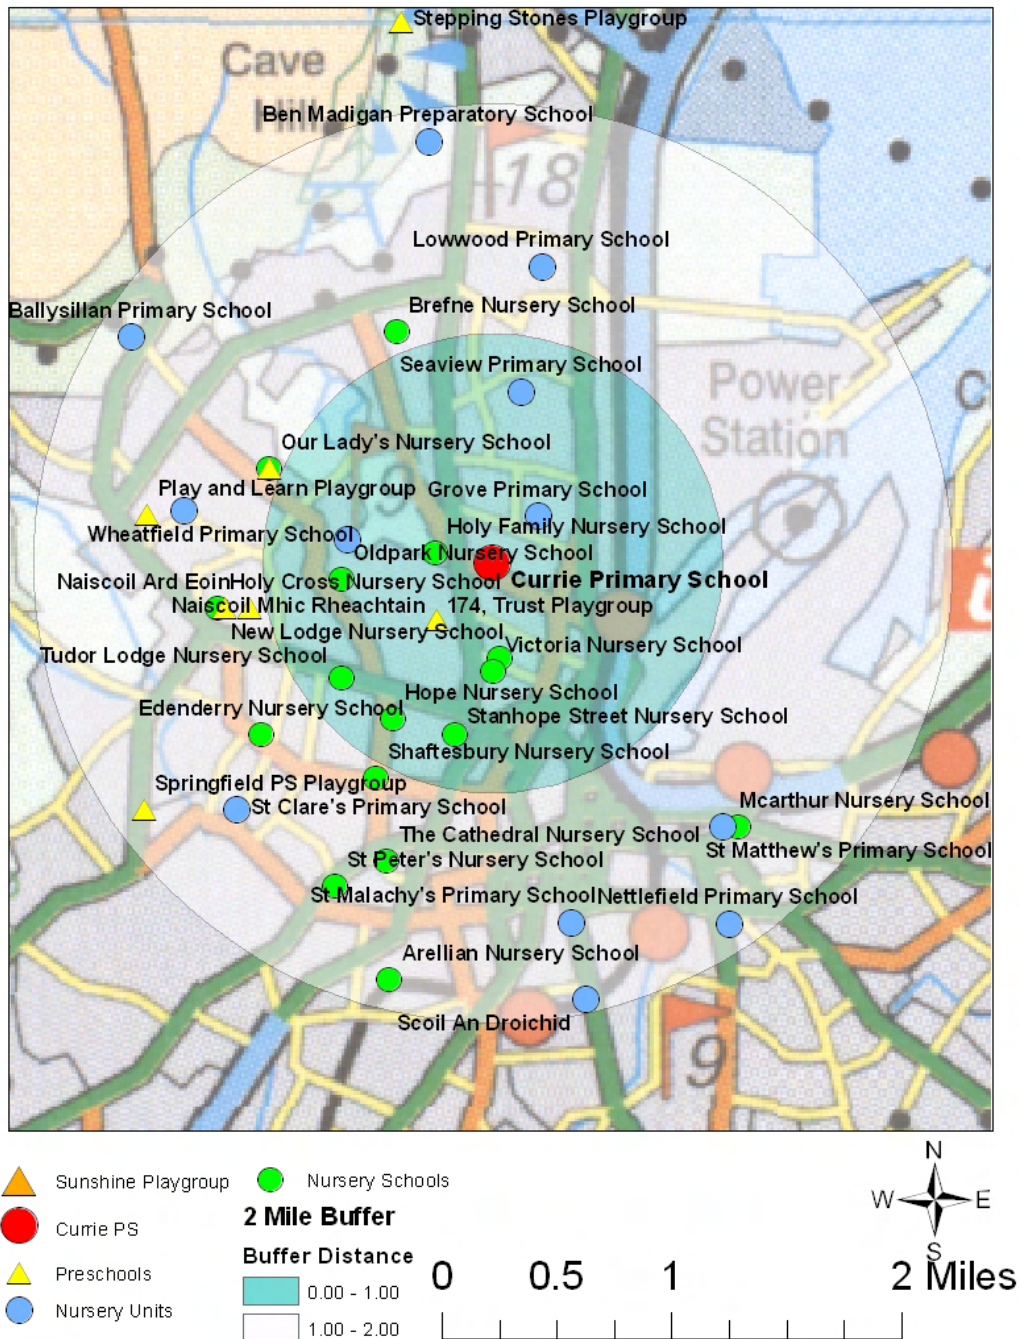 Stepping Stones Playgroup
Cave
Hill
Ben Madigan Preparatory School
18
Lowwood Primary School
Brefne Nursery School
Ballysillan Primary School
Seaview Primary School
Power
Station
C
Our Lady's Nursery School
9
Play and Learn Playgroup
Grove Primary School
Wheatfield Primary School
Holy Family Nursery School
Oldpark Nursery School
Naiscoil Ard Eoin
Holy Cross Nursery School
Currie Primary School
Naiscoil Mhic Rheachtain
174, Trust Playgroup
i
New Lodge Nursery School
Victoria Nursery School
Tudor Lodge Nursery School
Hope Nursery School
Edenderry Nursery School
Stanhope Street Nursery School
Shaftesbury Nursery School
Springfield PS Playgroup
St Clare's Primary School
Mcarthur Nursery School
The Cathedral Nursery School
St Matthew's Primary School
St Peter's Nursery School
St Malachy's Primary School
Nettlefield Primary School
Arellian Nursery School
Scoil An Droichid
9
Sunshine Playgroup
Nursery Schools
Currie PS
2 Mile Buffer
Buffer Distance
Preschools
0.00 - 1.00
Nursery Units
1.00 - 2.00
N
W E
S
0 0.5 1 2 Miles